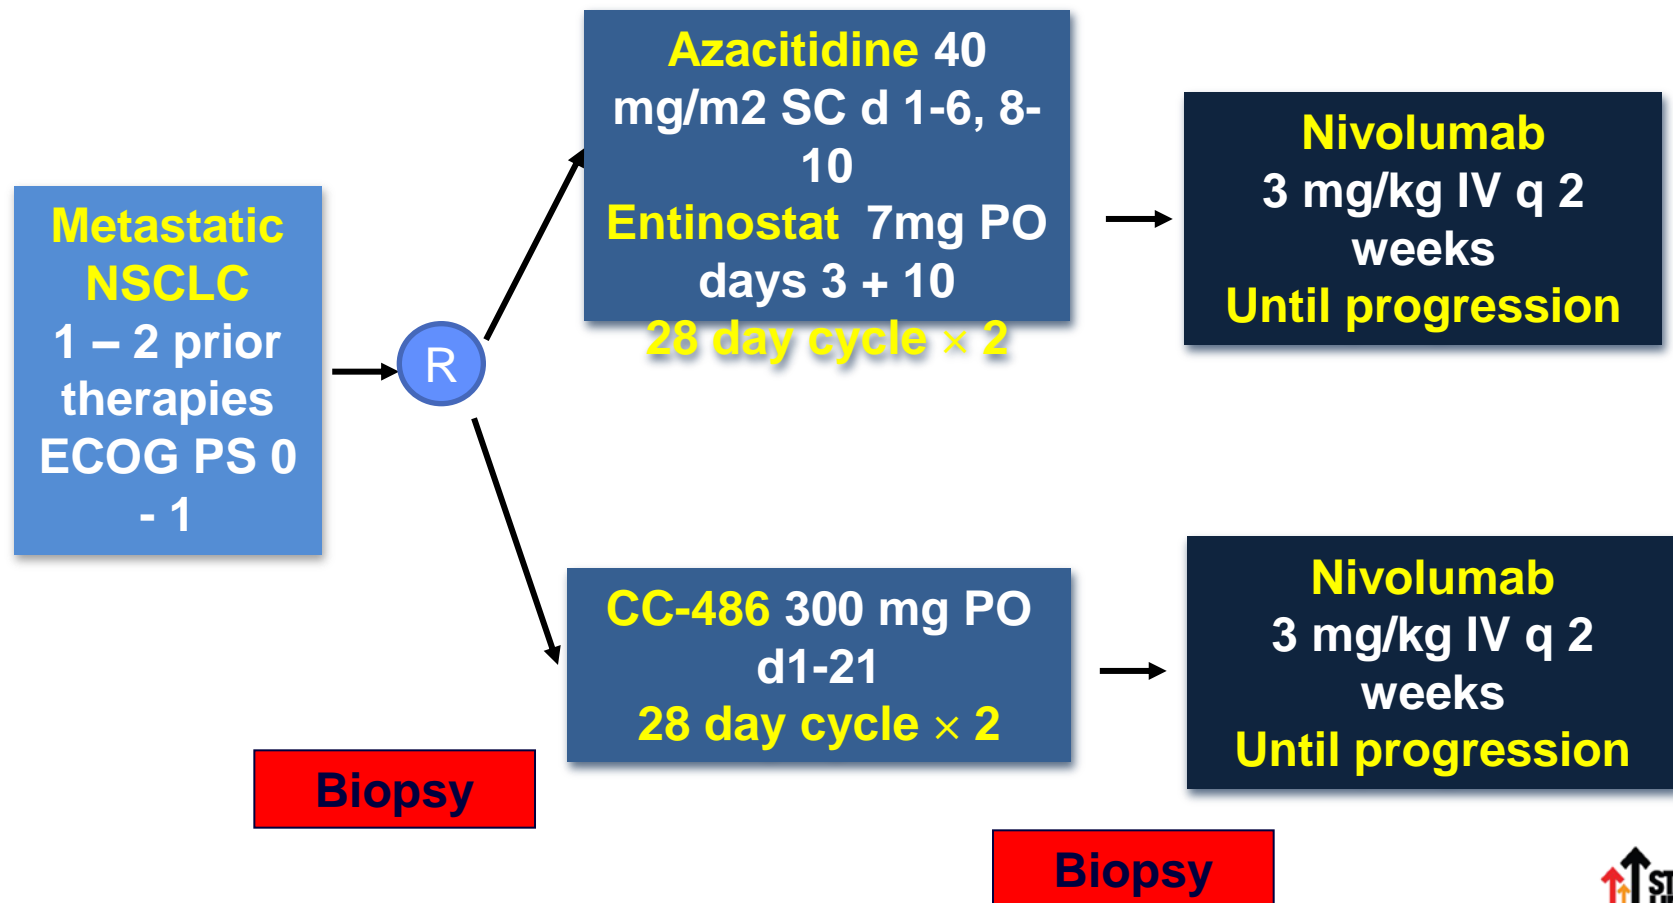 Metastatic
NSCLC
1 – 2 prior
therapies
ECOG PS 0
- 1
R
Azacitidine 40
mg/m2 SC d 1-6, 8-
10
Entinostat 7mg PO
days 3 + 10
28 day cycle × 2
Nivolumab
3 mg/kg IV q 2
weeks
Until progression
CC-486 300 mg PO
d1-21
28 day cycle × 2
Nivolumab
3 mg/kg IV q 2
weeks
Until progression
Biopsy
Biopsy
ST